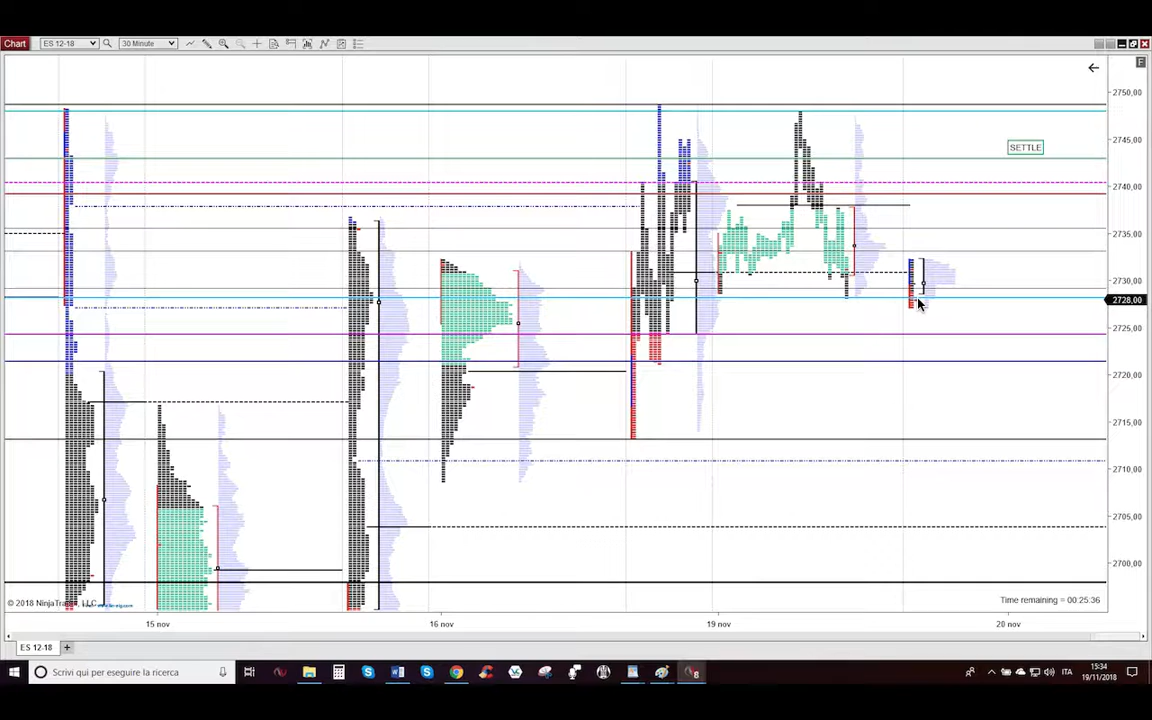 Chart ES 12-18 30 Minute
F
2750,00
2745,00
SETTLE
2740,00
2735,00
2730,00
2728,00
2725,00
2720,00
2715,00
2710,00
2705,00
2700,00
© 2018 NinjaTrader, LLC
Time remaining = 00:25:36
15 nov 16 nov 19 nov 20 nov
ES 12-18 +
Scrivi qui per eseguire la ricerca
ITA
15:34
19/11/2018